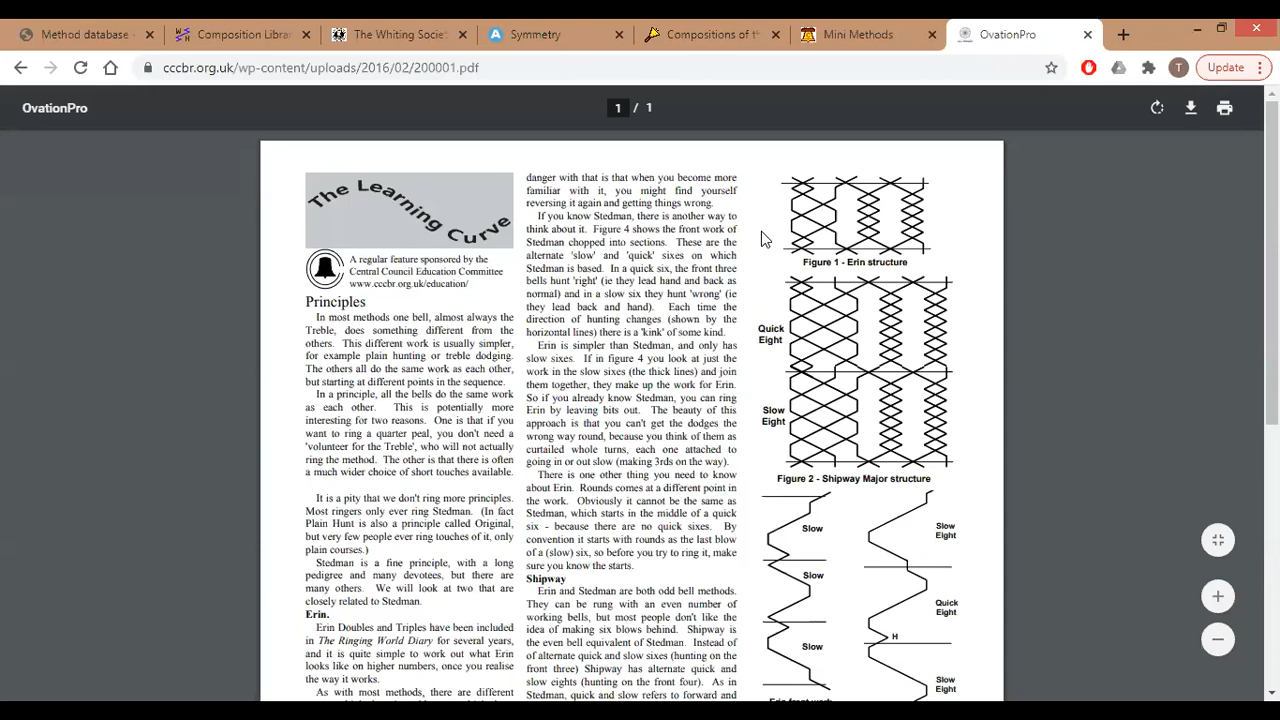 Method database -
Composition Librar
The Whiting Societ
Symmetry
Compositions of th
Mini Methods
OvationPro
cccbr.org.uk/wp-content/uploads/2016/02/200001.pdf
T
Update
OvationPro
1 / 1
The Learning Curve
A regular feature sponsored by the
Central Council Education Committee
www.cccbr.org.uk/education/
Principles
In most methods one bell, almost always the
Treble, does something different from the
others. This different work is usually simpler,
for example plain hunting or treble dodging.
The others all do the same work as each other,
but starting at different points in the sequence.
In a principle, all the bells do the same work
as each other. This is potentially more
interesting for two reasons. One is that if you
want to ring a quarter peal, you don't need a
'volunteer for the Treble', who will not actually
ring the method. The other is that there is often
a much wider choice of short touches available.
It is a pity that we don't ring more principles.
Most ringers only ever ring Stedman. (In fact
Plain Hunt is also a principle called Original,
but very few people ever ring touches of it, only
plain courses.)
Stedman is a fine principle, with a long
pedigree and many devotees, but there are
many others. We will look at two that are
closely related to Stedman.
Erin.
Erin Doubles and Triples have been included
in The Ringing World Diary for several years,
and it is quite simple to work out what Erin
looks like on higher numbers, once you realise
the way it works.
As with most methods, there are different
danger with that is that when you become more
familiar with it, you might find yourself
reversing it again and getting things wrong.
If you know Stedman, there is another way to
think about it. Figure 4 shows the front work of
Stedman chopped into sections. These are the
alternate 'slow' and 'quick' sixes on which
Stedman is based. In a quick six, the front three
bells hunt 'right' (ie they lead hand and back as
normal) and in a slow six they hunt 'wrong' (ie
they lead back and hand). Each time the
direction of hunting changes (shown by the
horizontal lines) there is a 'kink' of some kind.
Erin is simpler than Stedman, and only has
slow sixes. If in figure 4 you look at just the
work in the slow sixes (the thick lines) and join
them together, they make up the work for Erin.
So if you already know Stedman, you can ring
Erin by leaving bits out. The beauty of this
approach is that you can't get the dodges the
wrong way round, because you think of them as
curtailed whole turns, each one attached to
going in or out slow (making 3rds on the way).
There is one other thing you need to know
about Erin. Rounds comes at a different point in
the work. Obviously it cannot be the same as
Stedman, which starts in the middle of a quick
six - because there are no quick sixes. By
convention it starts with rounds as the last blow
of a (slow) six, so before you try to ring it, make
sure you know the starts.
Shipway
Erin and Stedman are both odd bell methods.
They can be rung with an even number of
working bells, but most people don't like the
idea of making six blows behind. Shipway is
the even bell equivalent of Stedman. Instead of
of alternate quick and slow sixes (hunting on the
front three) Shipway has alternate quick and
slow eights (hunting on the front four). As in
Stedman, quick and slow refers to forward and
Figure 1 - Erin structure
Quick
Eight
Slow
Eight
Figure 2 - Shipway Major structure
Slow
Slow
Slow
Slow
Eight
Quick
Eight
H
Slow
Eight